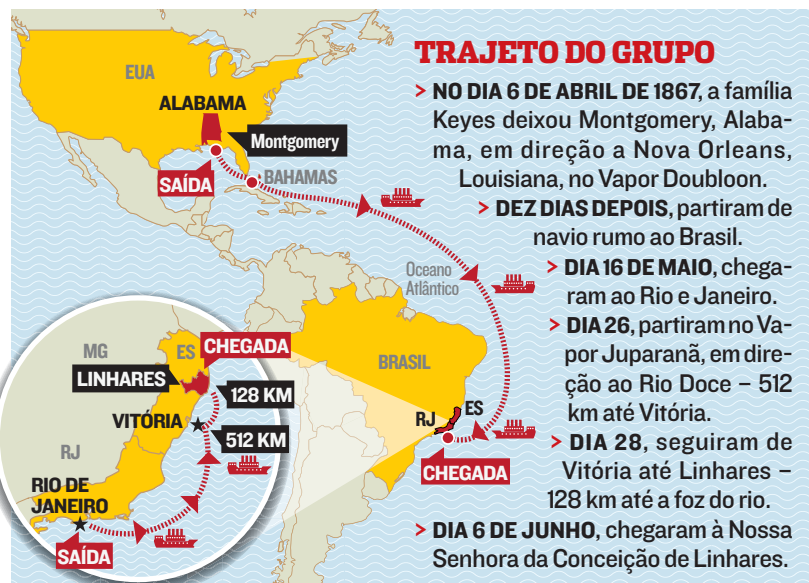 TRAJETO DO GRUPO
> NO DIA 6 DE ABRIL DE 1867, a família
Keyes deixou Montgomery, Alaba-
ma, em direção a Nova Orleans,
Louisiana, no Vapor Doubloon.
> DEZ DIAS DEPOIS, partiram de
navio rumo ao Brasil.
> DIA 16 DE MAIO, chega-
ram ao Rio e Janeiro.
> DIA 26, partiram no Va-
por Juparanã, em dire-
ção ao Rio Doce – 512
km até Vitória.
> DIA 28, seguiram de
Vitória até Linhares –
128 km até a foz do rio.
> DIA 6 DE JUNHO, chegaram à Nossa
Senhora da Conceição de Linhares.
EUA
ALABAMA
Montgomery
SAÍDA
BAHAMAS
Oceano
Atlântico
BRASIL
RJ
ES
CHEGADA
MG
ES
CHEGADA
LINHARES
128 KM
VITÓRIA
512 KM
RJ
RIO DE
JANEIRO
SAÍDA